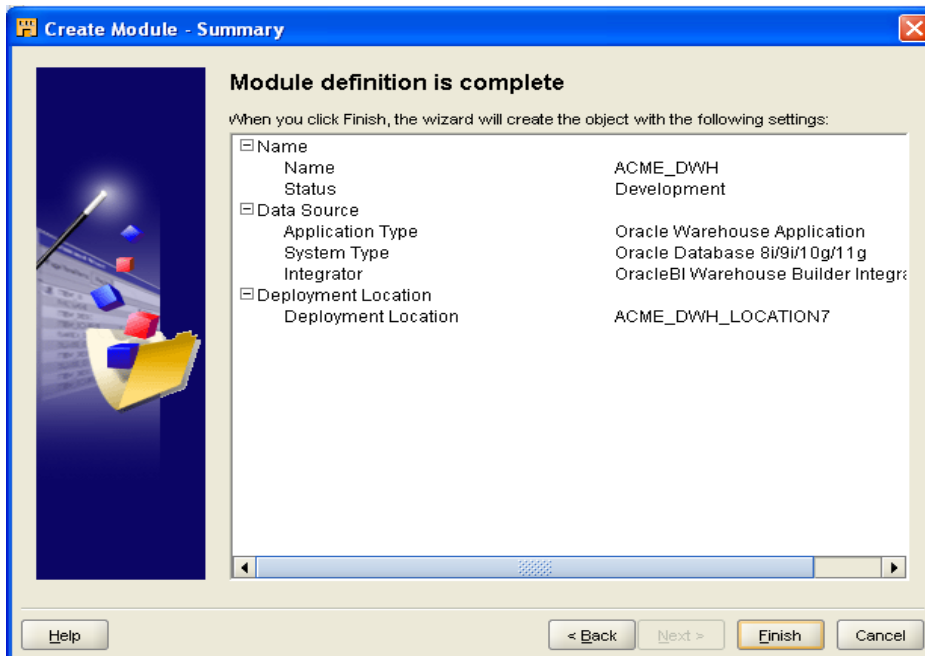 Create Module - Summary
Module definition is complete
When you click Finish, the wizard will create the object with the following settings:
Name
Name ACME_DWH
Status Development
Data Source
Application Type Oracle Warehouse Application
System Type Oracle Database 8i/9i/10g/11g
Integrator OracleBI Warehouse Builder Integra
Deployment Location
Deployment Location ACME_DWH_LOCATION7
Help < Back Next > Finish Cancel